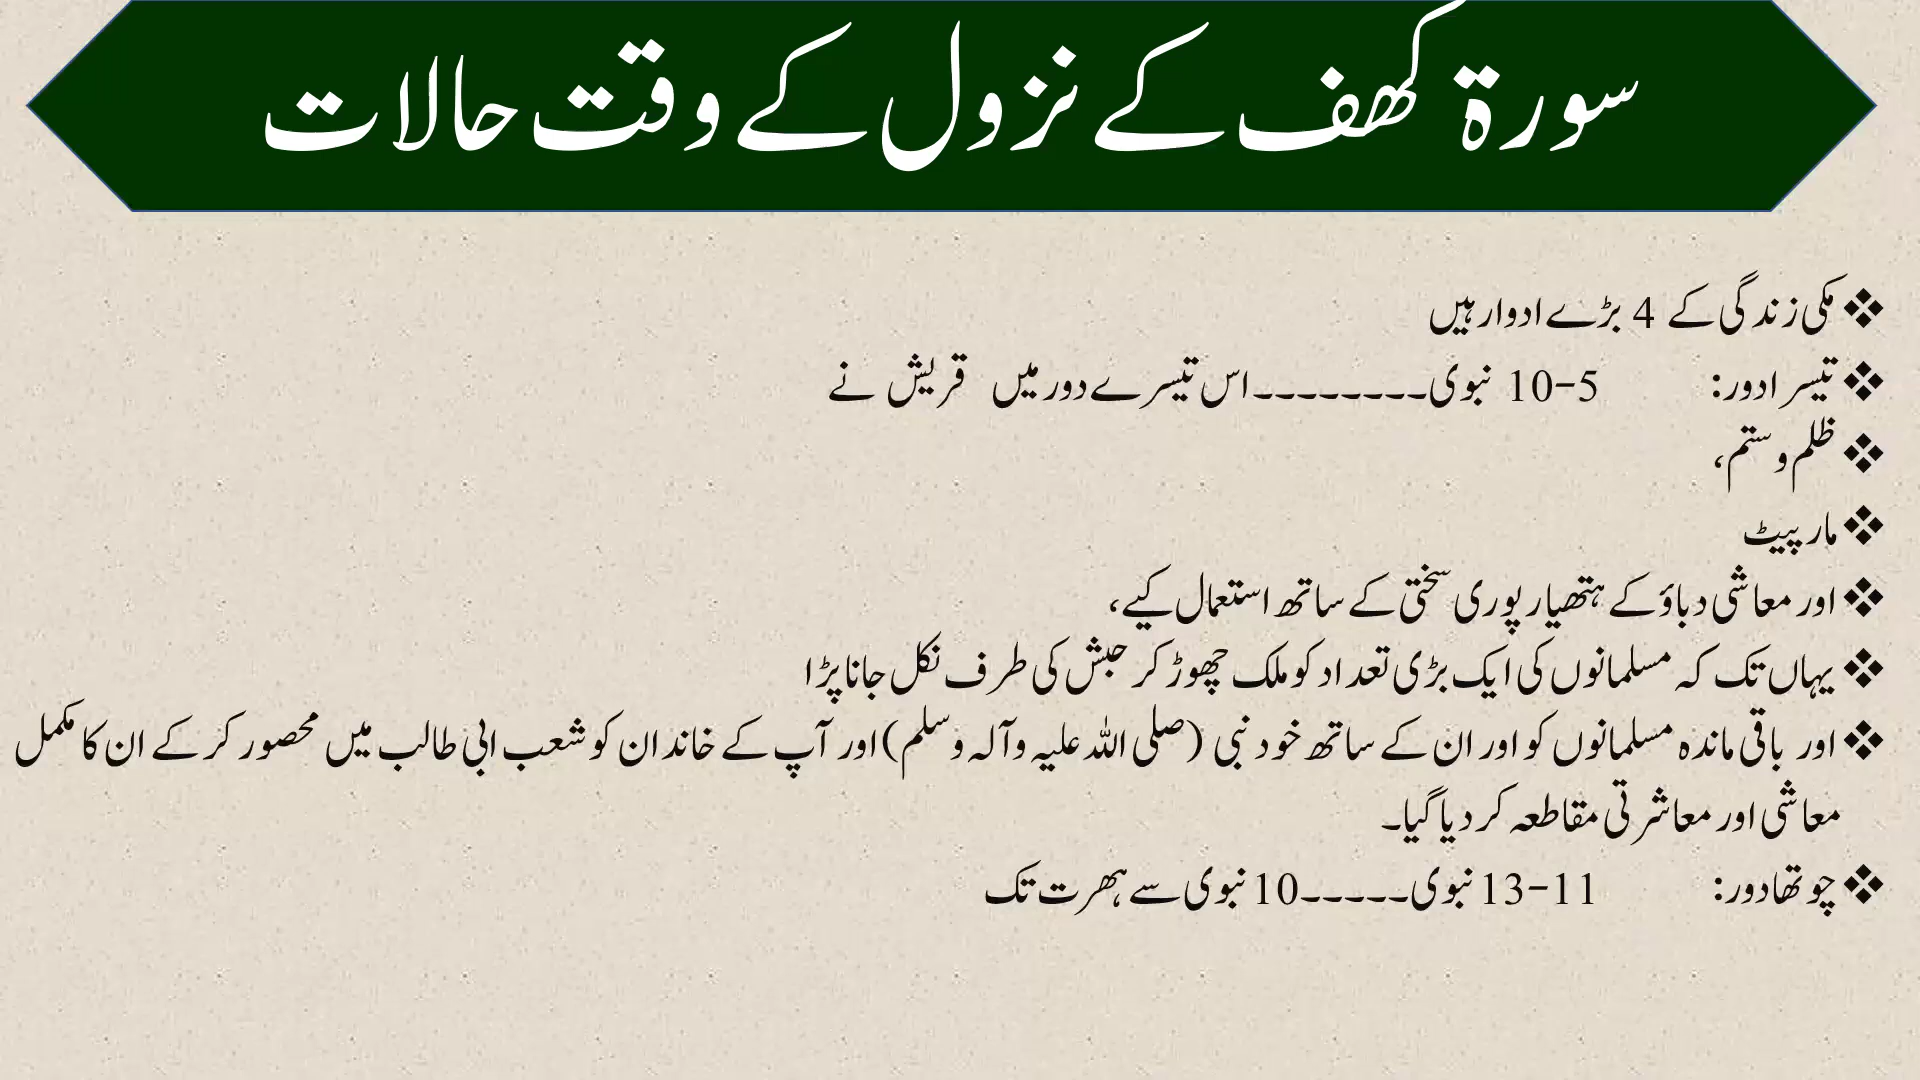 سورۃ کھف کے نزول کے وقت حالات
❖مکی زندگی کے 4 بڑے ادوار ہیں
❖تیسرا دور: 5-10 نبوی۔۔۔۔۔۔۔۔اس تیسرے دور میں قریش نے
❖ظلم و ستم،
❖مار پیٹ
❖اور معاشی دباؤ کے ہتھیار پوری سختی کے ساتھ استعمال کیے،
❖یہاں تک کہ مسلمانوں کی ایک بڑی تعداد کو ملک چھوڑ کر حبش کی طرف نکل جانا پڑا
❖اور باقی ماندہ مسلمانوں کو اور ان کے ساتھ خود نبی (صلی اللہ علیہ وآلہ وسلم) اور آپ کے خاندان کو شعب ابی طالب میں محصور کر کے ان کا مکمل
معاشی اور معاشرتی مقاطعہ کر دیا گیا۔
❖چوتھا دور: 11-13 نبوی۔۔۔۔۔10 نبوی سے ہھرت تک